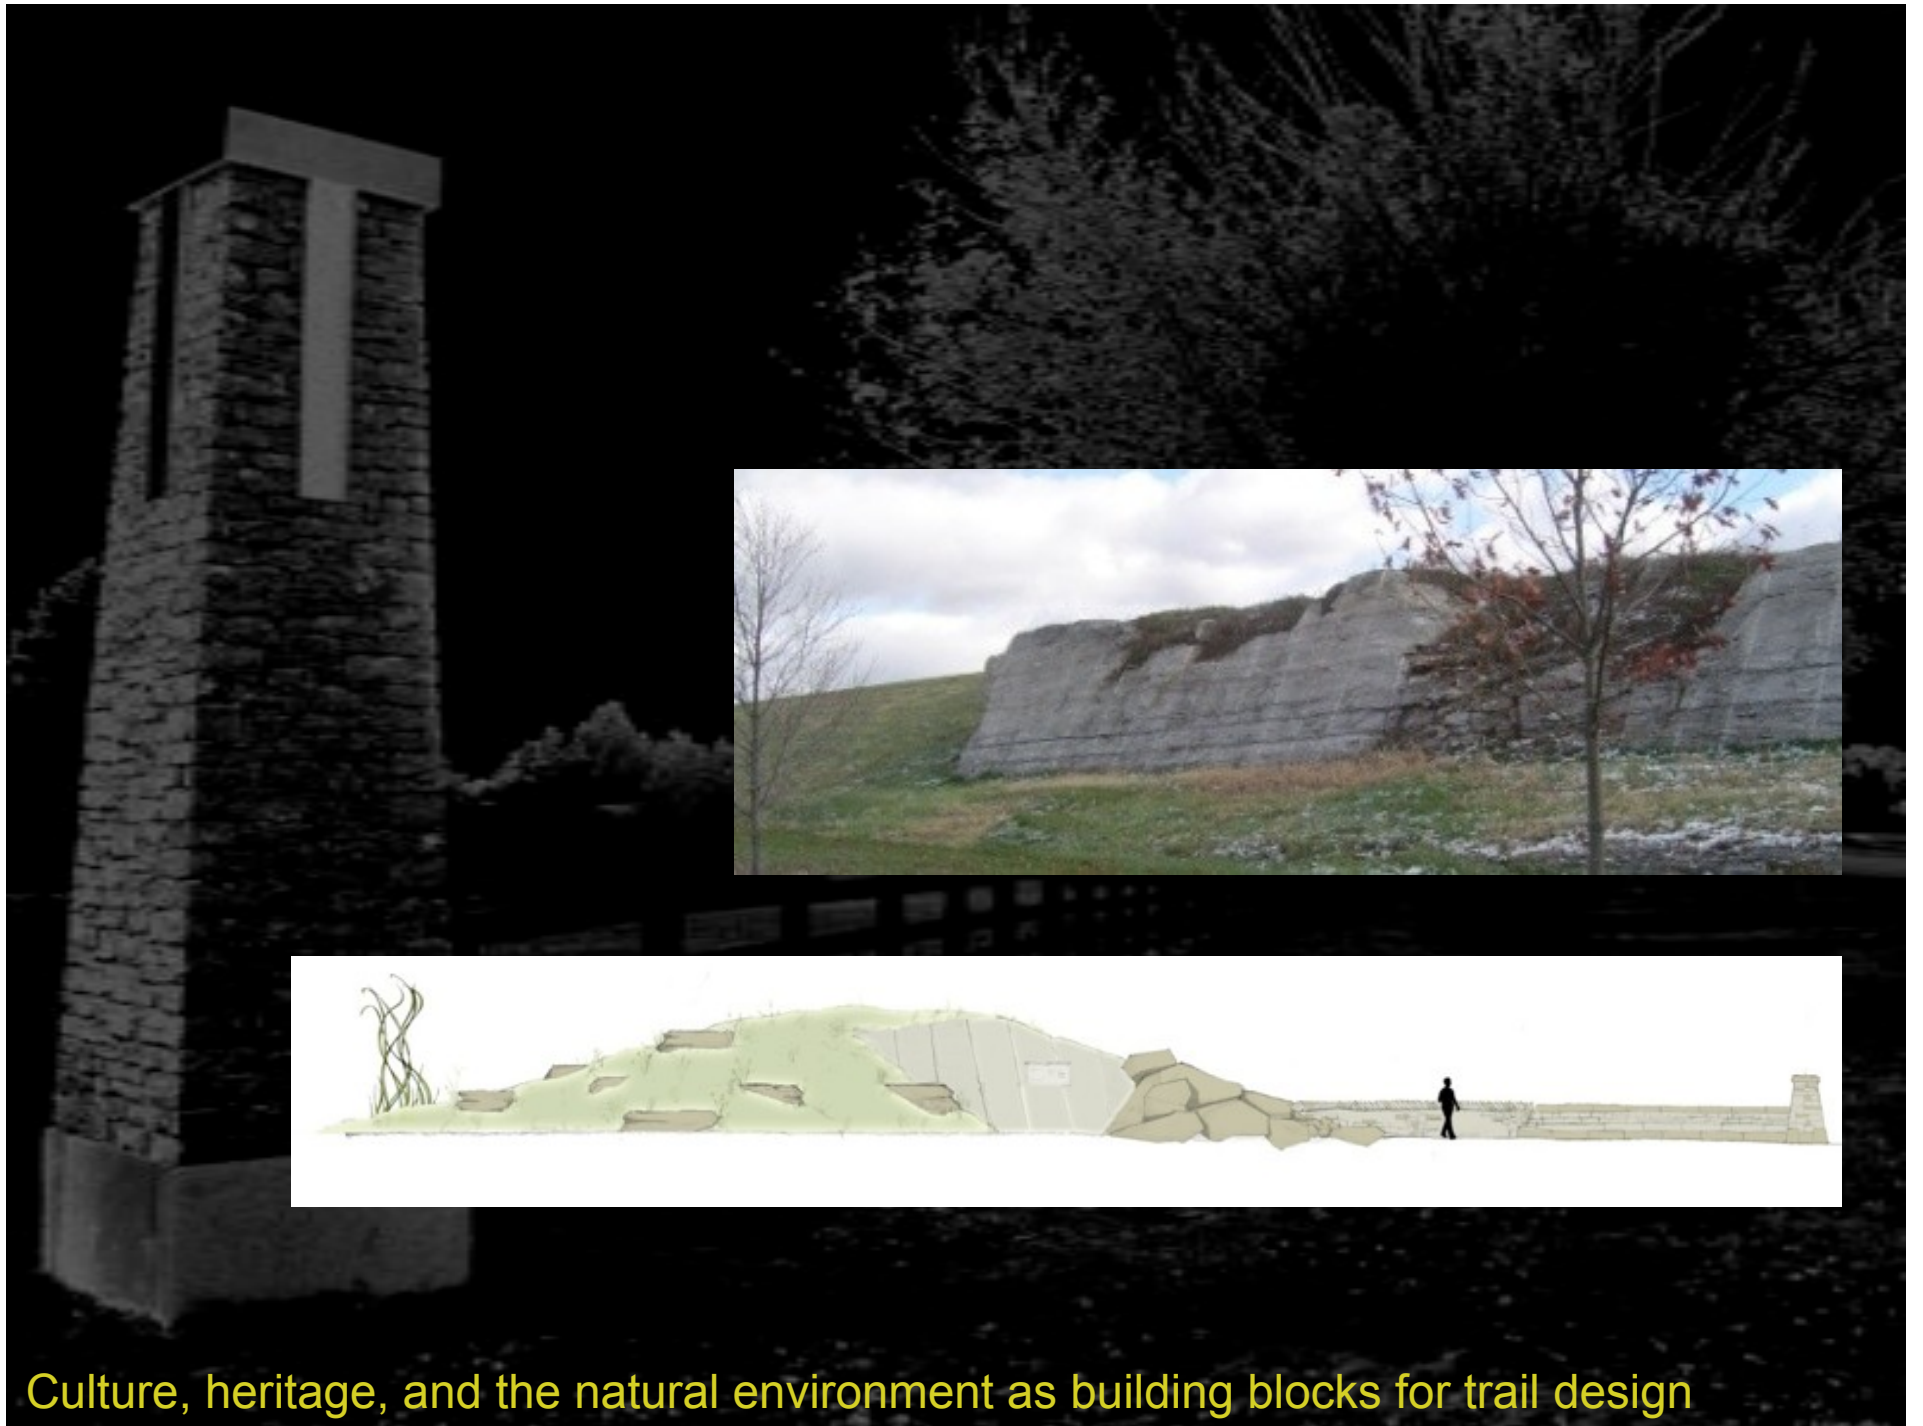 Culture, heritage, and the natural environment as building blocks for trail design